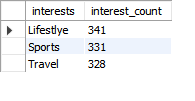 interests interest_count
Lifestlye 341
Sports 331
Travel 328